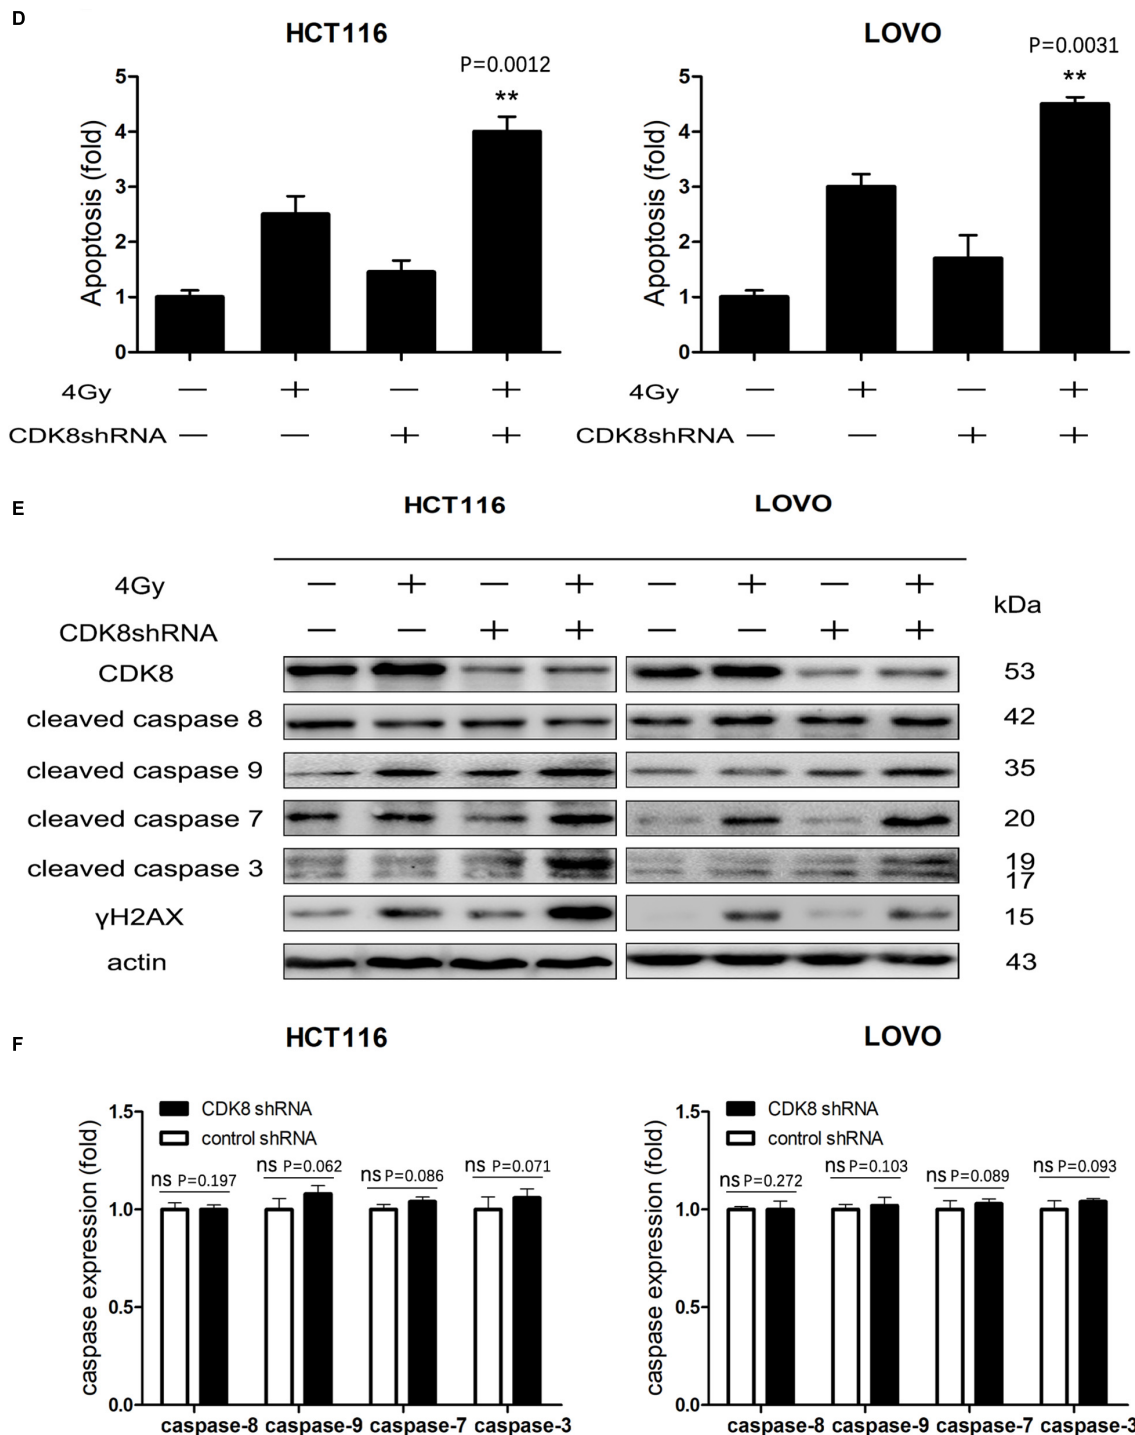 D
HCT116
P=0.0012
**
5
4
3
2
1
0
Apoptosis (fold)
4Gy — + — +
CDK8shRNA — — + +
LOVO
P=0.0031
**
5
4
3
2
1
0
Apoptosis (fold)
4Gy — + — +
CDK8shRNA — — + +
E
HCT116 LOVO
4Gy — + — + — + — +
kDa
CDK8shRNA — — + + — — + +
CDK8 53
cleaved caspase 8 42
cleaved caspase 9 35
cleaved caspase 7 20
cleaved caspase 3 19
17
γH2AX 15
actin 43
F
HCT116
CDK8 shRNA
control shRNA
1.5
1.0
0.5
0.0
caspase expression (fold)
ns P=0.197
ns P=0.062
ns P=0.086
ns P=0.071
caspase-8 caspase-9 caspase-7 caspase-3
LOVO
CDK8 shRNA
control shRNA
1.5
1.0
0.5
0.0
caspase expression (fold)
ns P=0.272
ns P=0.103
ns P=0.089
ns P=0.093
caspase-8 caspase-9 caspase-7 caspase-3